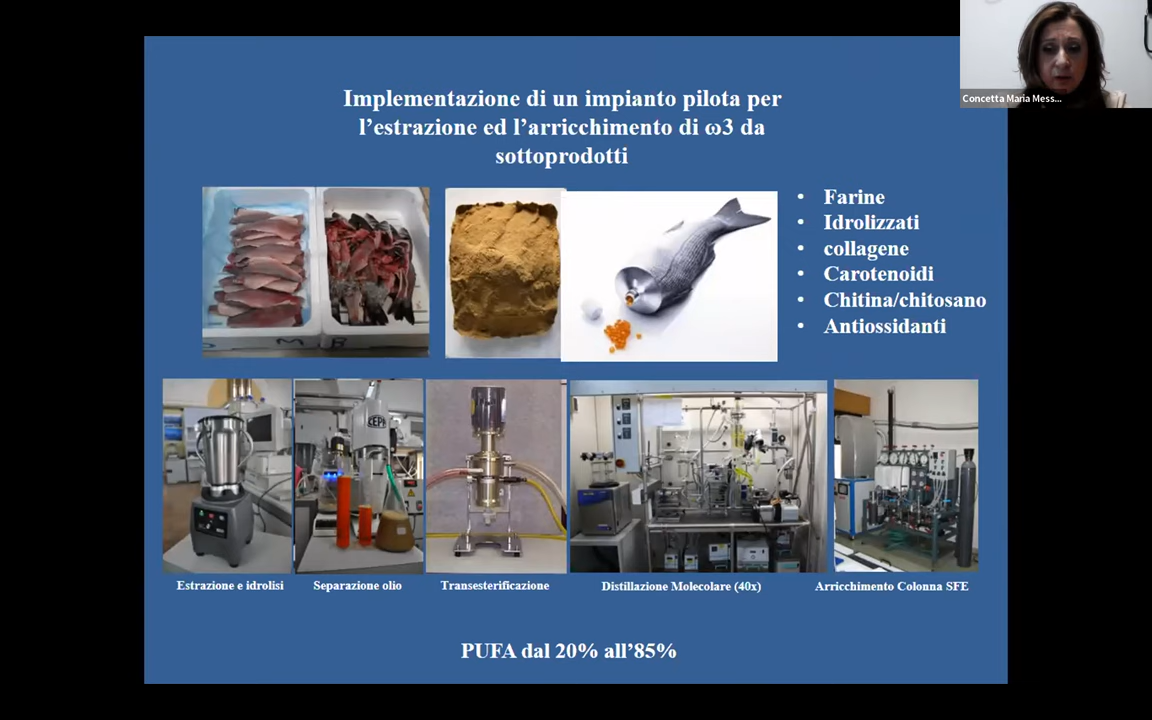 Concetta Maria Mess...
Implementazione di un impianto pilota per
l'estrazione ed l'arricchimento di ω3 da
sottoprodotti
• Farine
• Idrolizzati
• collagene
• Carotenoidi
• Chitina/chitosano
• Antiossidanti
CEPA
Estrazione e idrolisi
Separazione olio
Transesterificazione
Distillazione Molecolare (40x)
Arricchimento Colonna SFE
PUFA dal 20% all'85%